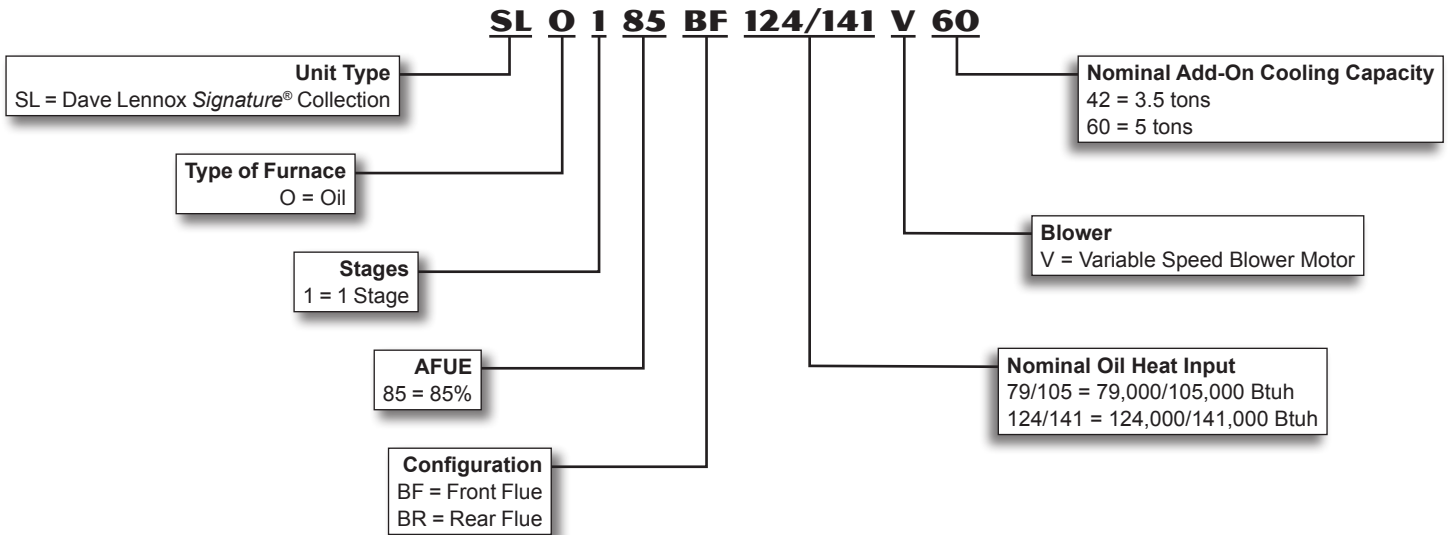 SL O 1 85 BF 124/141 V 60
Unit Type
SL = Dave Lennox Signature® Collection
Type of Furnace
O = Oil
Stages
1 = 1 Stage
AFUE
85 = 85%
Configuration
BF = Front Flue
BR = Rear Flue
Nominal Add-On Cooling Capacity
42 = 3.5 tons
60 = 5 tons
Blower
V = Variable Speed Blower Motor
Nominal Oil Heat Input
79/105 = 79,000/105,000 Btuh
124/141 = 124,000/141,000 Btuh